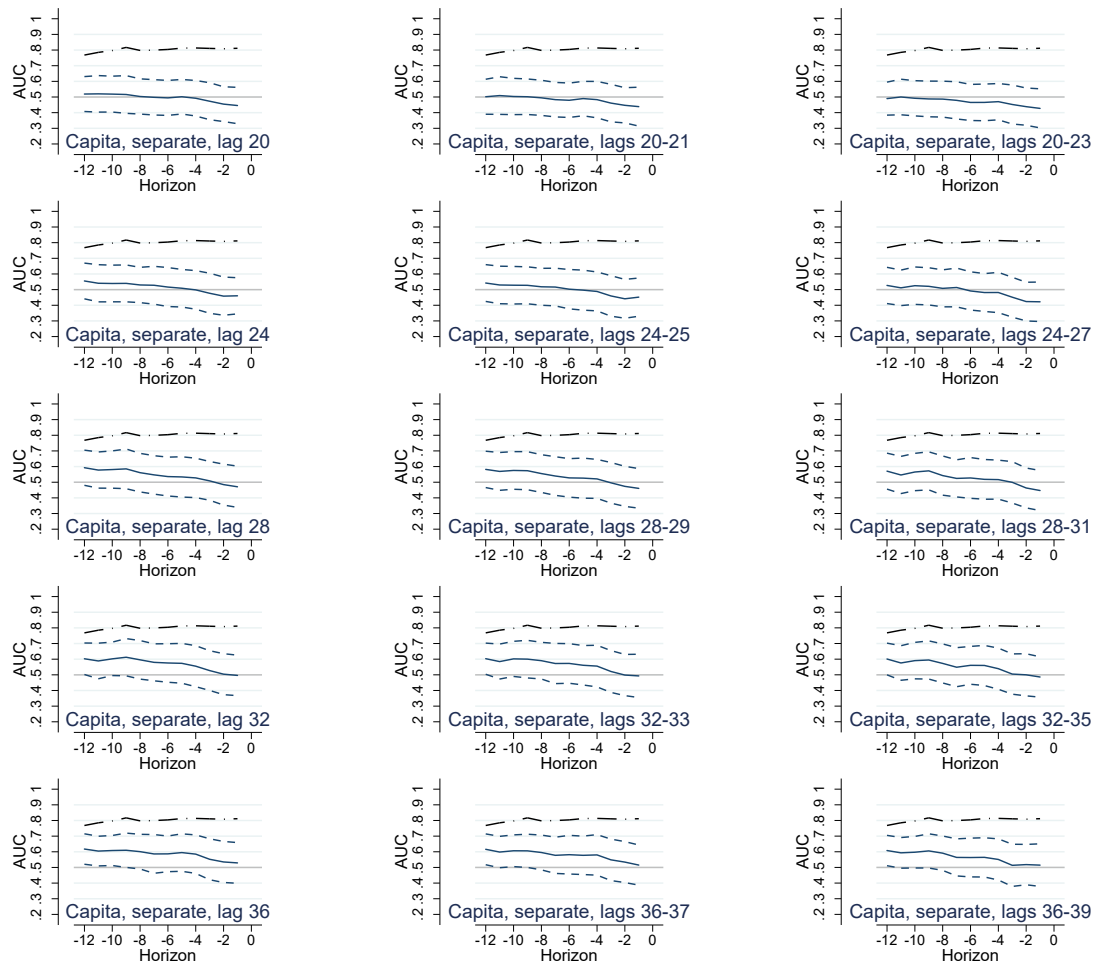 AUC
.2 .3 .4 .5 .6 .7 .8 .9 1
Capita, separate, lag 20
-12 -10 -8 -6 -4 -2 0
Horizon
AUC
.2 .3 .4 .5 .6 .7 .8 .9 1
Capita, separate, lags 20-21
-12 -10 -8 -6 -4 -2 0
Horizon
AUC
.2 .3 .4 .5 .6 .7 .8 .9 1
Capita, separate, lags 20-23
-12 -10 -8 -6 -4 -2 0
Horizon
AUC
.2 .3 .4 .5 .6 .7 .8 .9 1
Capita, separate, lag 24
-12 -10 -8 -6 -4 -2 0
Horizon
AUC
.2 .3 .4 .5 .6 .7 .8 .9 1
Capita, separate, lags 24-25
-12 -10 -8 -6 -4 -2 0
Horizon
AUC
.2 .3 .4 .5 .6 .7 .8 .9 1
Capita, separate, lags 24-27
-12 -10 -8 -6 -4 -2 0
Horizon
AUC
.2 .3 .4 .5 .6 .7 .8 .9 1
Capita, separate, lag 28
-12 -10 -8 -6 -4 -2 0
Horizon
AUC
.2 .3 .4 .5 .6 .7 .8 .9 1
Capita, separate, lags 28-29
-12 -10 -8 -6 -4 -2 0
Horizon
AUC
.2 .3 .4 .5 .6 .7 .8 .9 1
Capita, separate, lags 28-31
-12 -10 -8 -6 -4 -2 0
Horizon
AUC
.2 .3 .4 .5 .6 .7 .8 .9 1
Capita, separate, lag 32
-12 -10 -8 -6 -4 -2 0
Horizon
AUC
.2 .3 .4 .5 .6 .7 .8 .9 1
Capita, separate, lags 32-33
-12 -10 -8 -6 -4 -2 0
Horizon
AUC
.2 .3 .4 .5 .6 .7 .8 .9 1
Capita, separate, lags 32-35
-12 -10 -8 -6 -4 -2 0
Horizon
AUC
.2 .3 .4 .5 .6 .7 .8 .9 1
Capita, separate, lag 36
-12 -10 -8 -6 -4 -2 0
Horizon
AUC
.2 .3 .4 .5 .6 .7 .8 .9 1
Capita, separate, lags 36-37
-12 -10 -8 -6 -4 -2 0
Horizon
AUC
.2 .3 .4 .5 .6 .7 .8 .9 1
Capita, separate, lags 36-39
-12 -10 -8 -6 -4 -2 0
Horizon